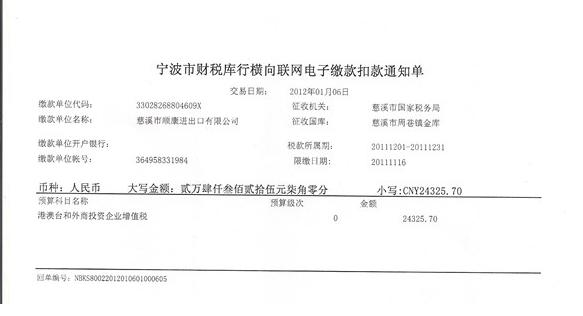 宁波市财税库行横向联网电子缴款扣款通知单
交易日期: 2012年01月06日
缴款单位代码: 33028268804609X 征收机关: 慈溪市国家税务局
缴款单位名称: 慈溪市顺康进出口有限公司 征收国库: 慈溪市周巷镇金库
缴款单位开户银行: 税款所属期: 20111201-20111231
缴款单位帐号: 364958331984 限缴日期: 20111116
币种: 人民币 大写金额: 贰万肆仟叁佰贰拾伍元柒角零分 小写:CNY24325.70
预算科目名称 预算级次 金额
港澳台和外商投资企业增值税 0 24325.70
回单编号: NBKS80022012010601000605